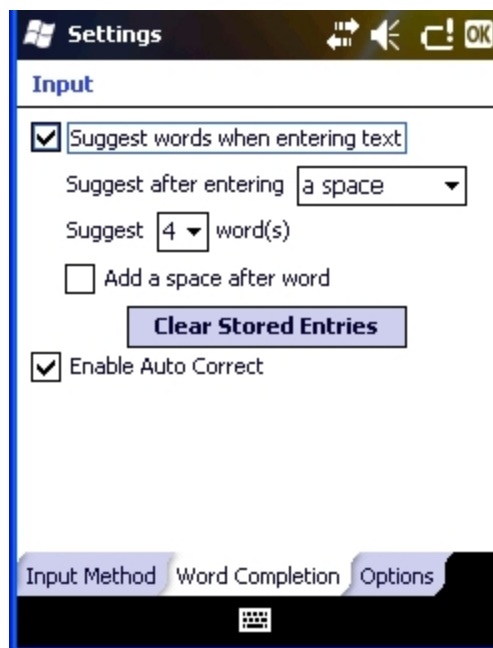 Settings OK
Input
Suggest words when entering text
Suggest after entering a space
Suggest 4 word(s)
Add a space after word
Clear Stored Entries
Enable Auto Correct
Input Method Word Completion Options